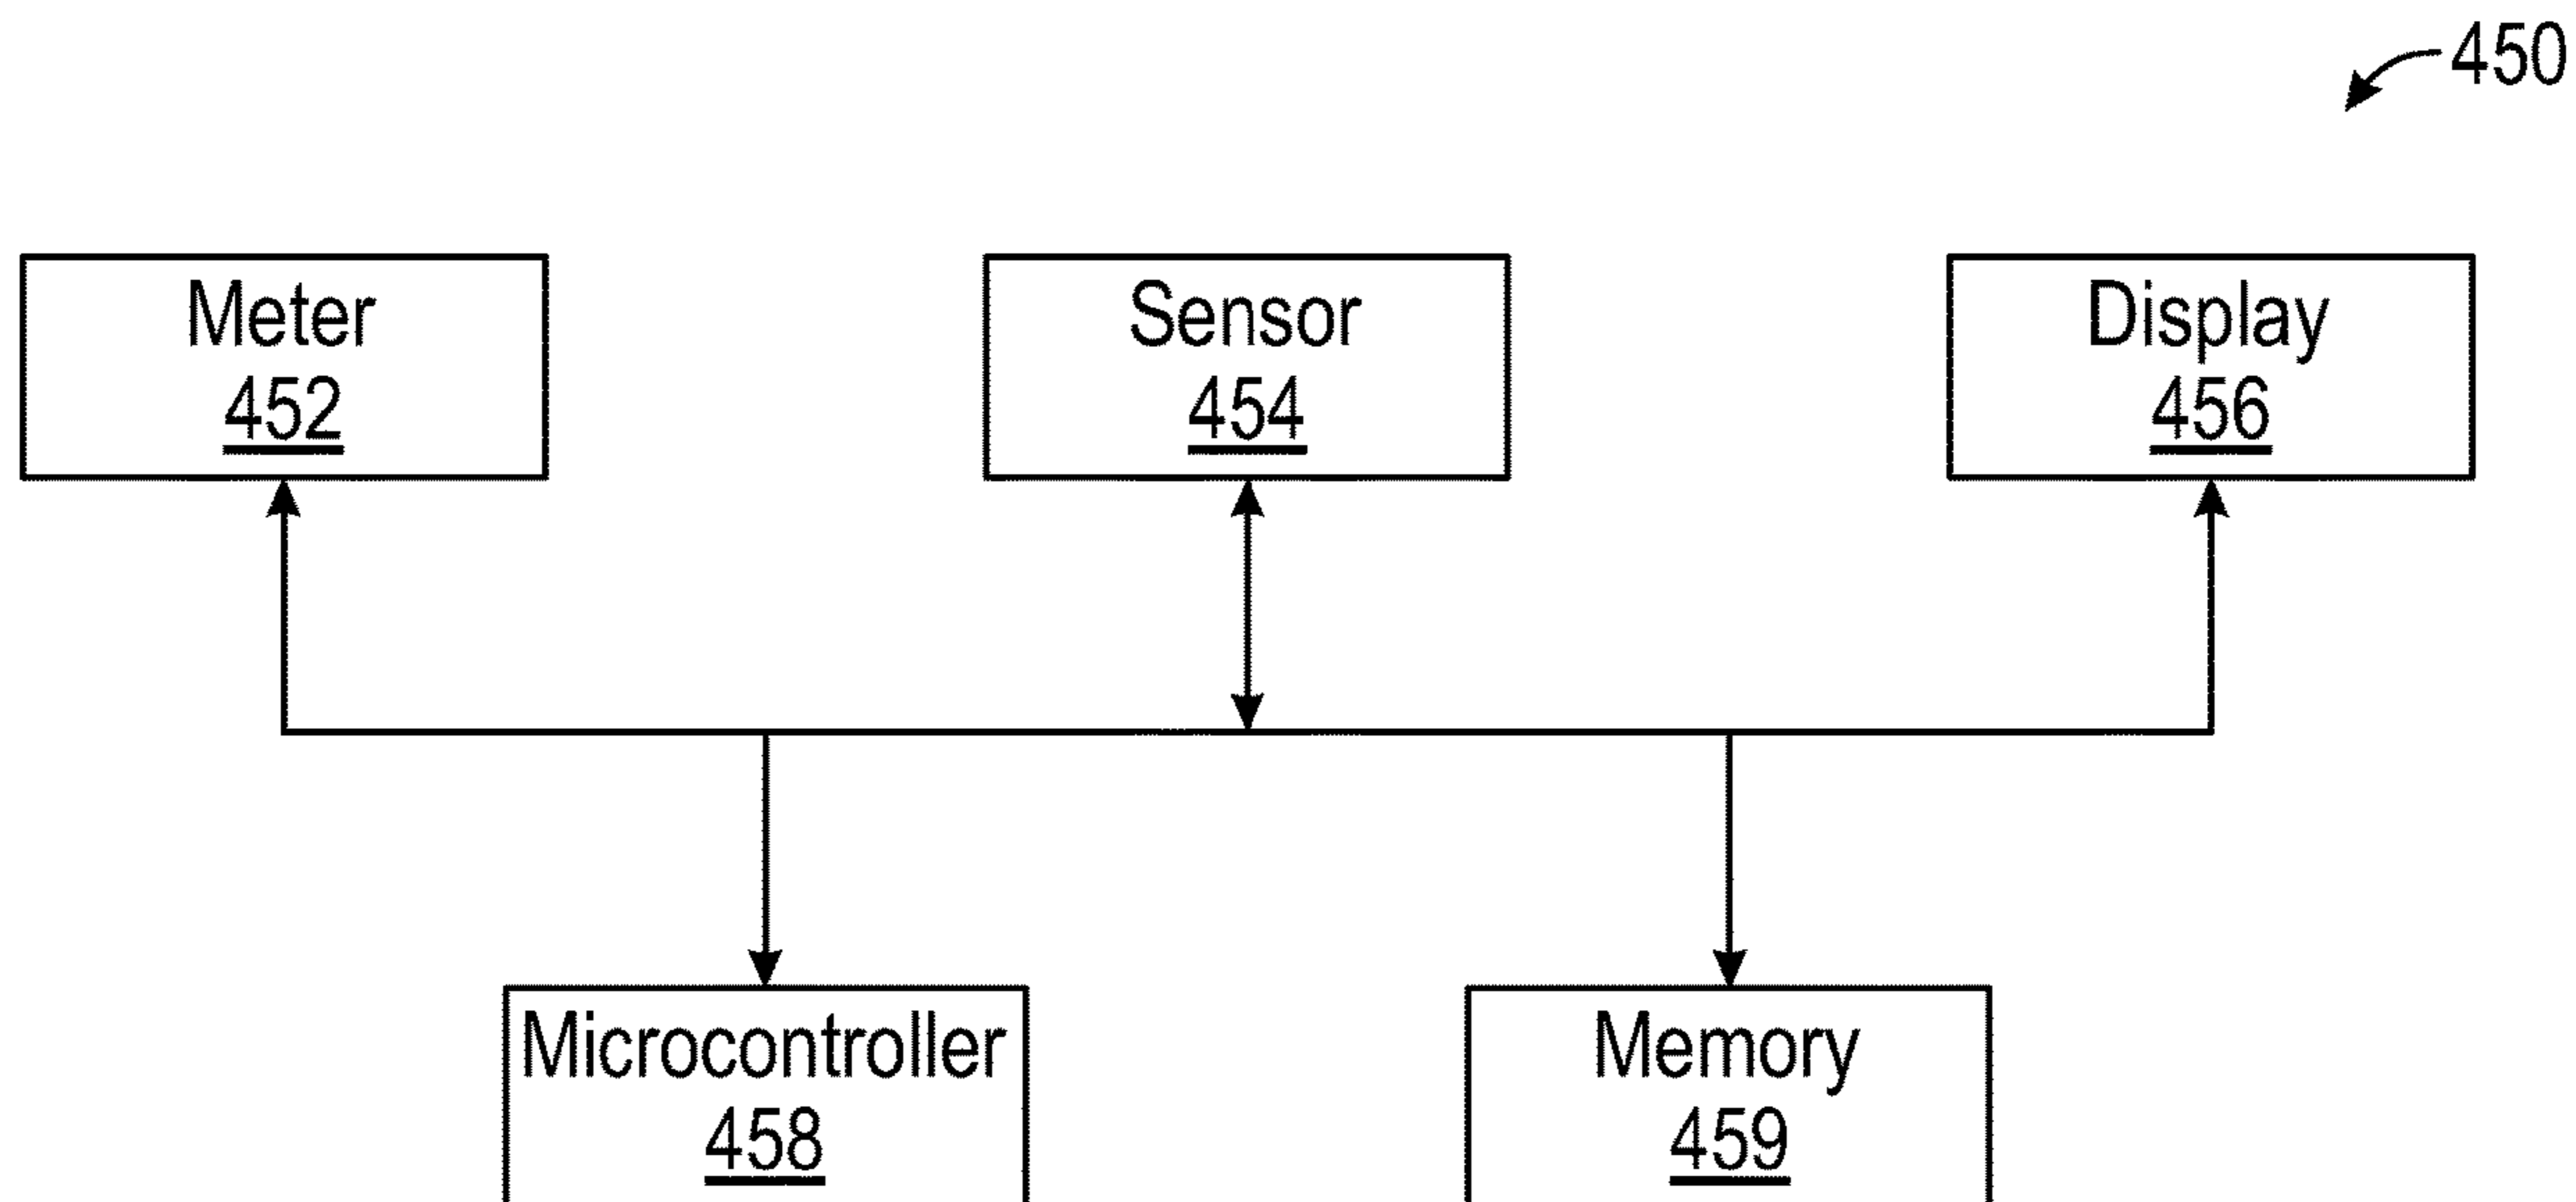 450
Meter
452
Sensor
454
Display
456
Microcontroller
458
Memory
459